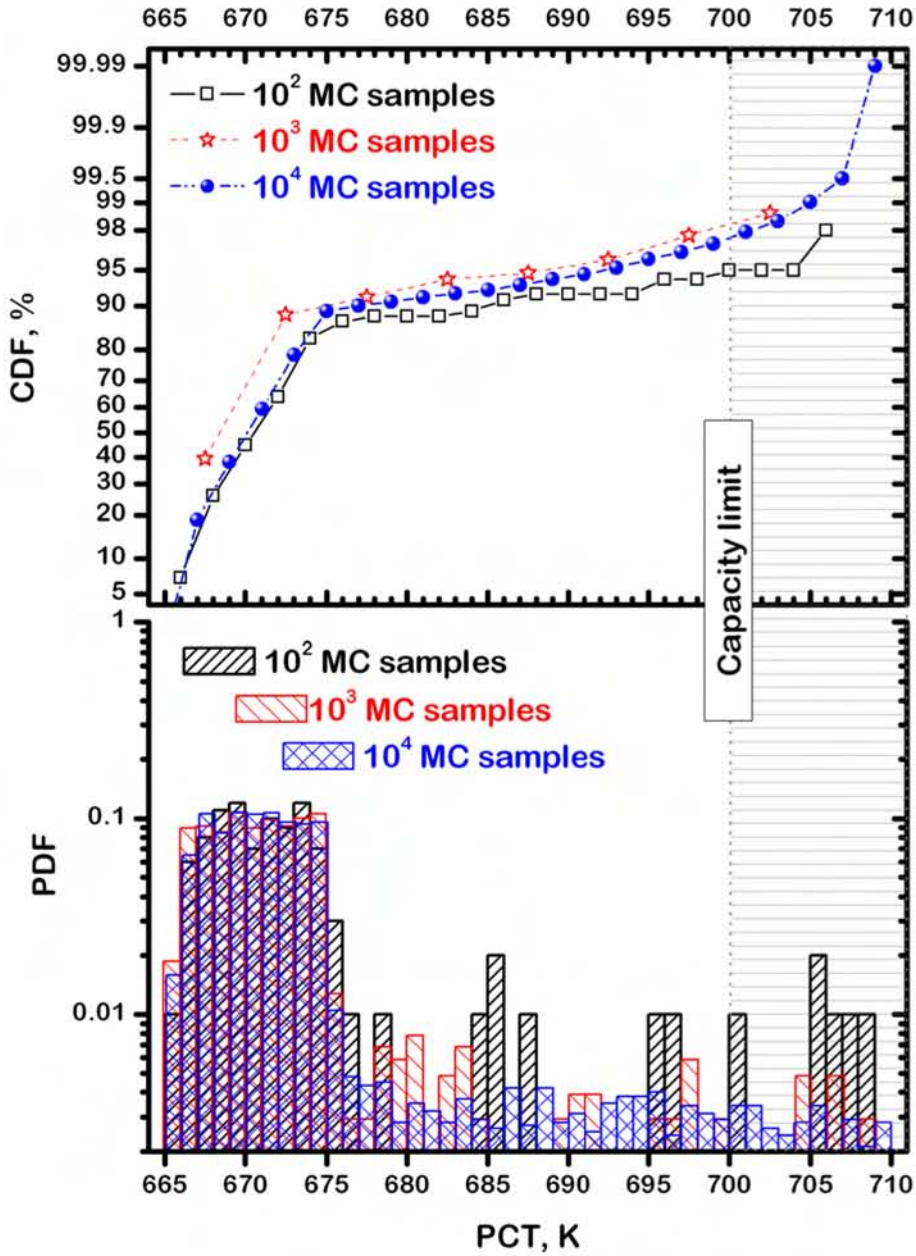 665 670 675 680 685 690 695 700 705 710
99.99
99.9
99.5
99
98
95
90
80
70
60
50
40
30
20
10
5
CDF, %
10² MC samples
10³ MC samples
10⁴ MC samples
Capacity limit
1
0.1
0.01
PDF
10² MC samples
10³ MC samples
10⁴ MC samples
665 670 675 680 685 690 695 700 705 710
PCT, K